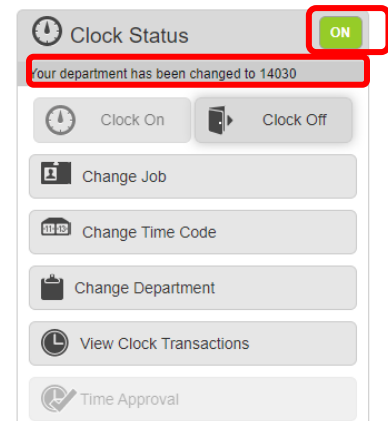 Clock Status ON
Your department has been changed to 14030
Clock On Clock Off
Change Job
Change Time Code
Change Department
View Clock Transactions
Time Approval